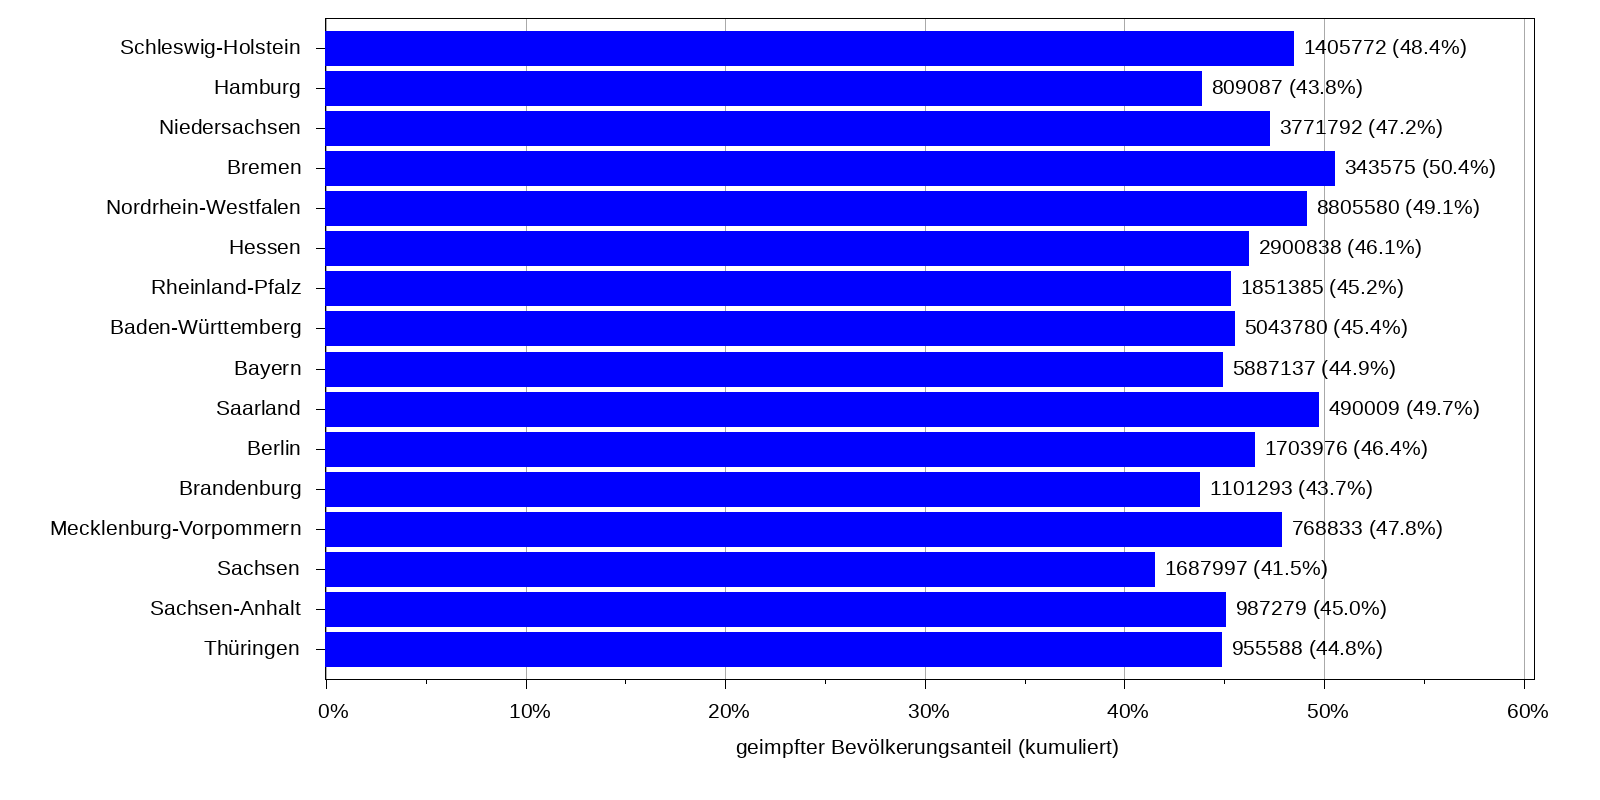 Schleswig-Holstein 1405772 (48.4%)
Hamburg 809087 (43.8%)
Niedersachsen 3771792 (47.2%)
Bremen 343575 (50.4%)
Nordrhein-Westfalen 8805580 (49.1%)
Hessen 2900838 (46.1%)
Rheinland-Pfalz 1851385 (45.2%)
Baden-Württemberg 5043780 (45.4%)
Bayern 5887137 (44.9%)
Saarland 490009 (49.7%)
Berlin 1703976 (46.4%)
Brandenburg 1101293 (43.7%)
Mecklenburg-Vorpommern 768833 (47.8%)
Sachsen 1687997 (41.5%)
Sachsen-Anhalt 987279 (45.0%)
Thüringen 955588 (44.8%)
0% 10% 20% 30% 40% 50% 60%
geimpfter Bevölkerungsanteil (kumuliert)